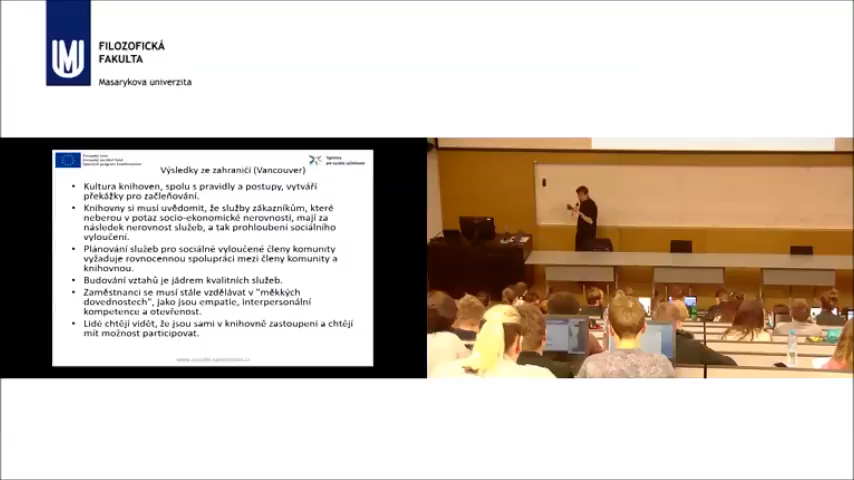 FILOZOFICKÁ
FAKULTA
Masarykova univerzita
Výsledky ze zahraničí (Vancouver)
• Kultura knihoven, spolu s pravidly a postupy, vytváří
překážky pro začleňování.
• Knihovny si musí uvědomit, že služby zákazníkům, které
neberou v potaz socio-ekonomické nerovnosti, mají za
následek nerovnost služeb, a tak prohloubení sociálního
vyloučení.
• Plánování služeb pro sociálně vyloučené členy komunity
vyžaduje rovnocennou spolupráci mezi členy komunity a
knihovnou.
• Budování vztahů je jádrem kvalitních služeb.
• Zaměstnanci se musí stále vzdělávat v "měkkých
dovednostech", jako jsou empatie, interpersonální
kompetence a otevřenost.
• Lidé chtějí vidět, že jsou sami v knihovně zastoupeni a chtějí
mít možnost participovat.